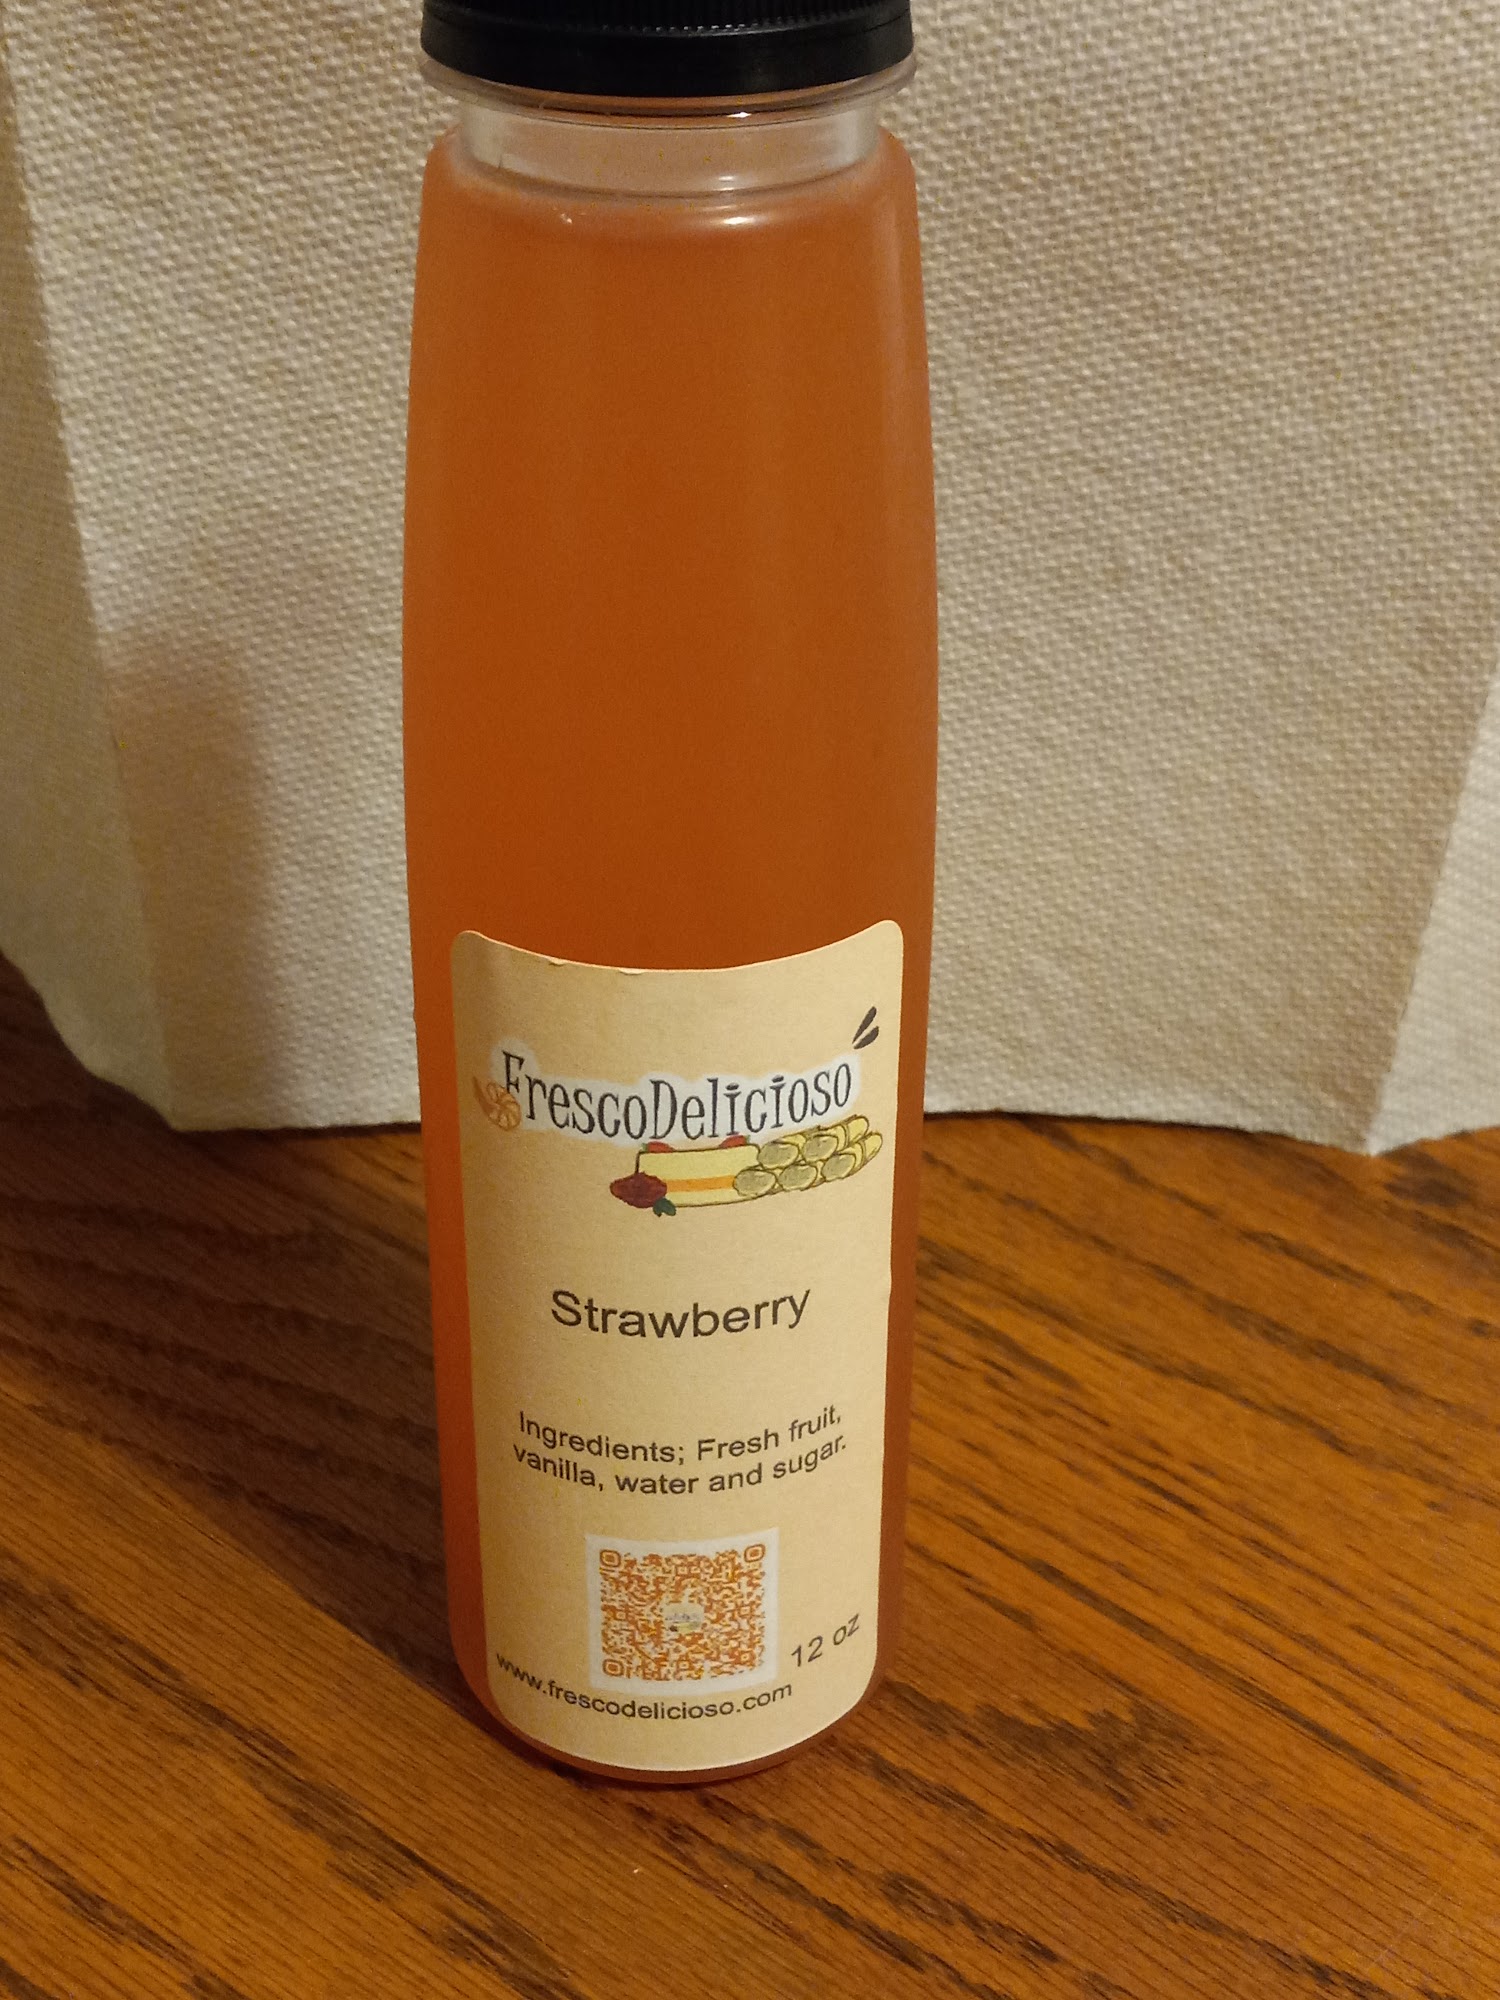 FrescoDelicioso
Strawberry
Ingredients; Fresh fruit,
vanilla, water and sugar.
12 oz
www.frescodelicioso.com